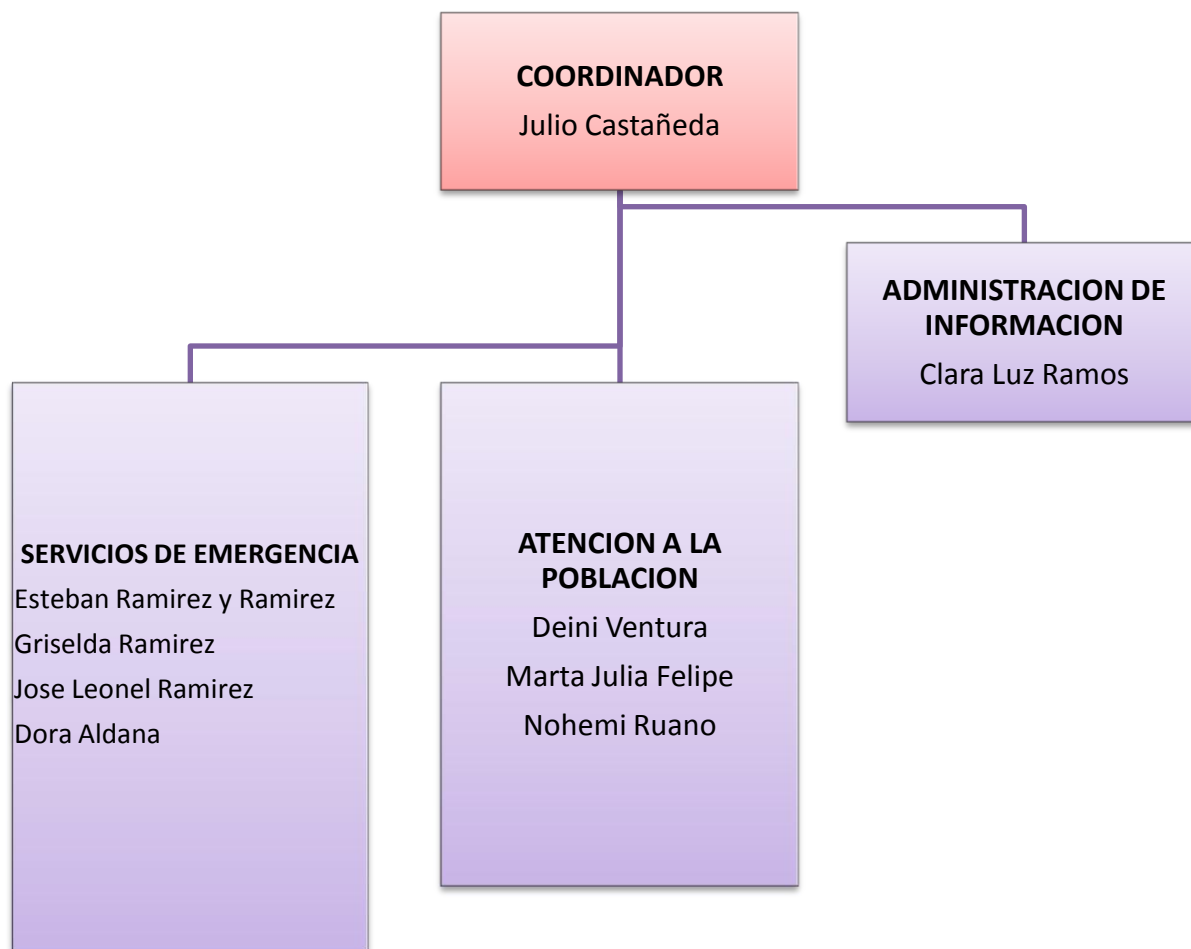 COORDINADOR
Julio Castañeda
ADMINISTRACION DE
INFORMACION
Clara Luz Ramos
SERVICIOS DE EMERGENCIA
Esteban Ramirez y Ramirez
Griselda Ramirez
Jose Leonel Ramirez
Dora Aldana
ATENCION A LA
POBLACION
Deini Ventura
Marta Julia Felipe
Nohemi Ruano